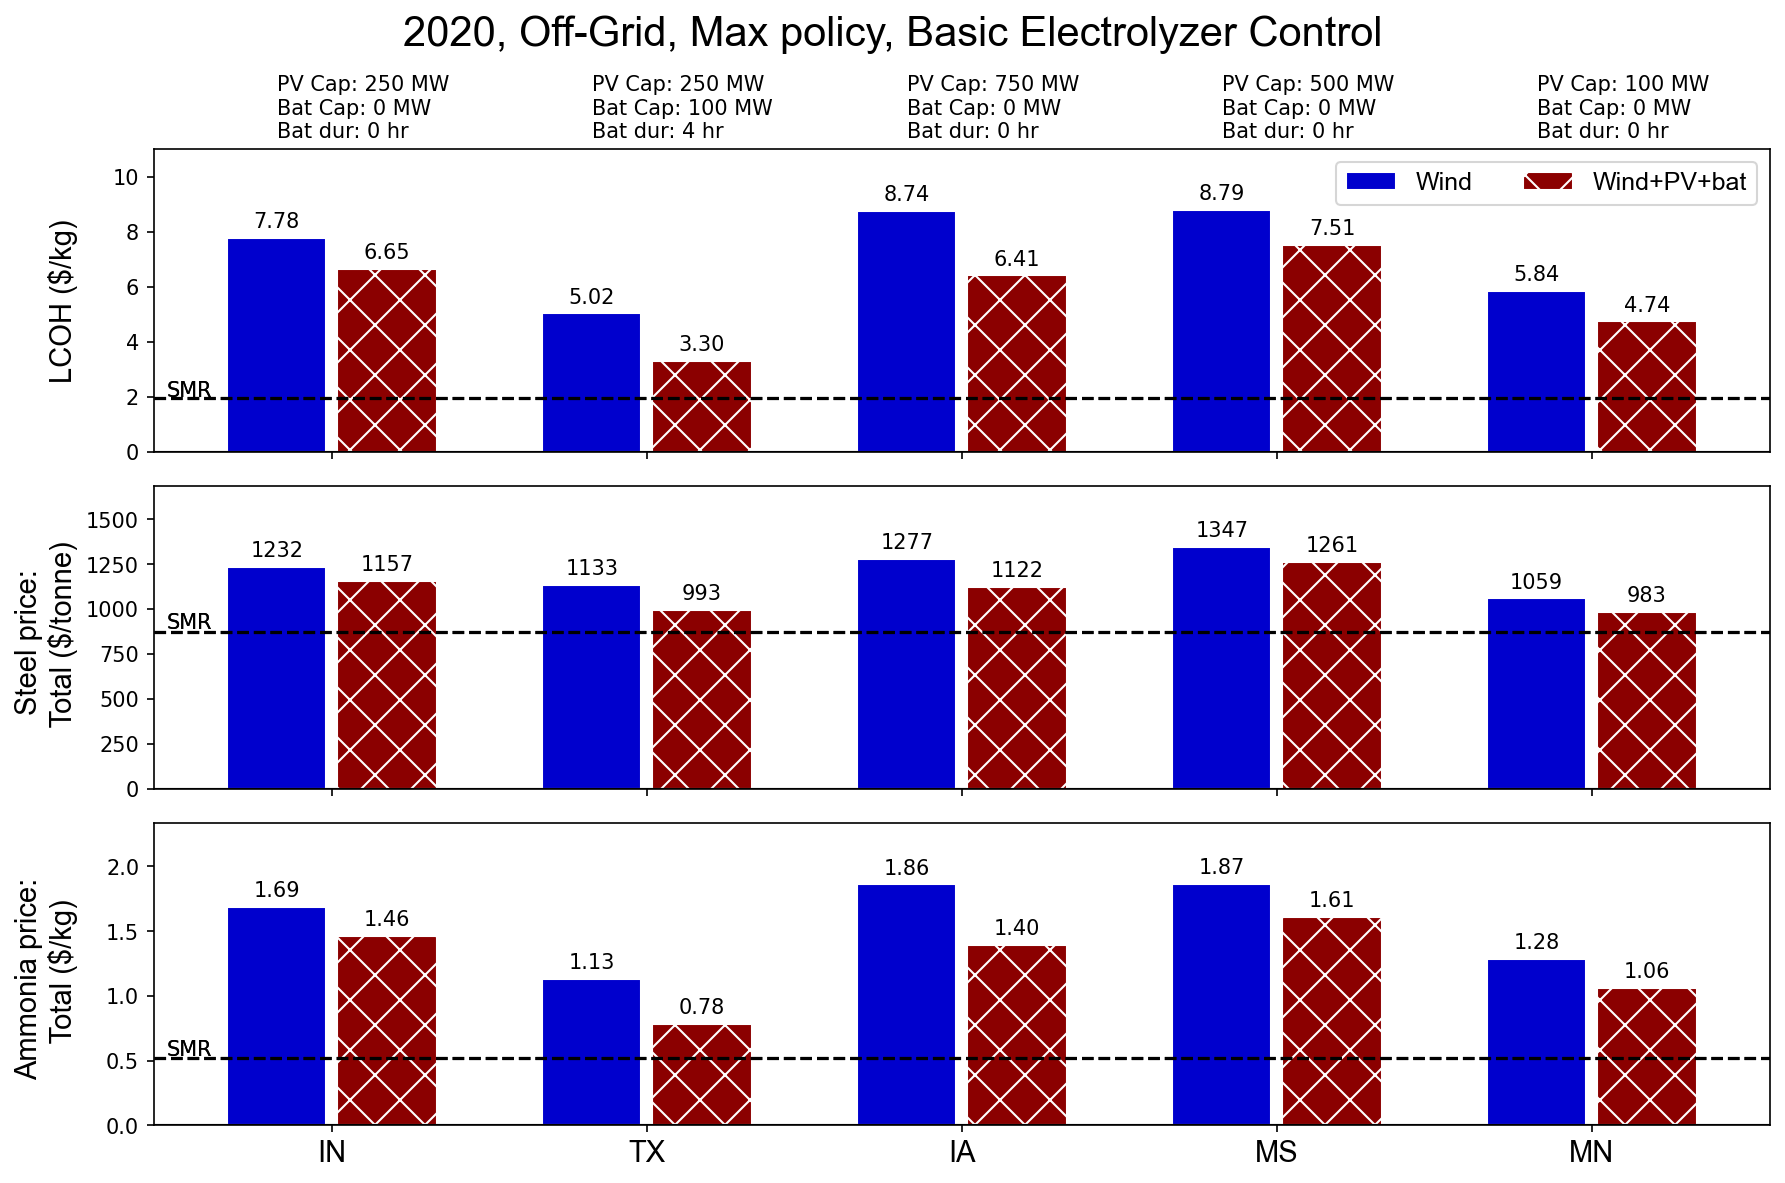 2020, Off-Grid, Max policy, Basic Electrolyzer Control
PV Cap: 250 MW
Bat Cap: 0 MW
Bat dur: 0 hr
PV Cap: 250 MW
Bat Cap: 100 MW
Bat dur: 4 hr
PV Cap: 750 MW
Bat Cap: 0 MW
Bat dur: 0 hr
PV Cap: 500 MW
Bat Cap: 0 MW
Bat dur: 0 hr
PV Cap: 100 MW
Bat Cap: 0 MW
Bat dur: 0 hr
Wind
Wind+PV+bat
LCOH ($/kg)
10
8
6
4
2
0
SMR
7.78
6.65
5.02
3.30
8.74
6.41
8.79
7.51
5.84
4.74
Steel price:
Total ($/tonne)
1500
1250
1000
750
500
250
0
SMR
1232
1157
1133
993
1277
1122
1347
1261
1059
983
Ammonia price:
Total ($/kg)
2.0
1.5
1.0
0.5
0.0
SMR
1.69
1.46
1.13
0.78
1.86
1.40
1.87
1.61
1.28
1.06
IN
TX
IA
MS
MN